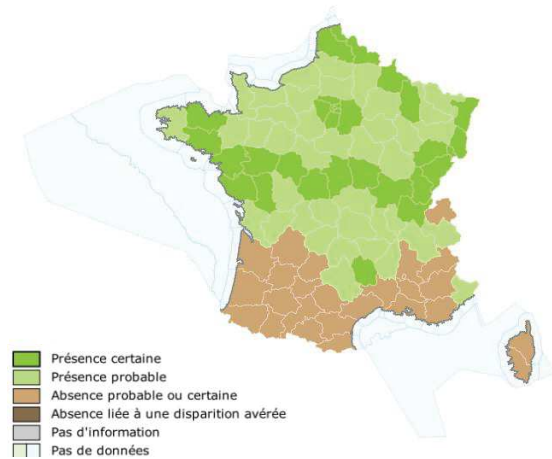 Présence certaine
Présence probable
Absence probable ou certaine
Absence liée à une disparition avérée
Pas d'information
Pas de données